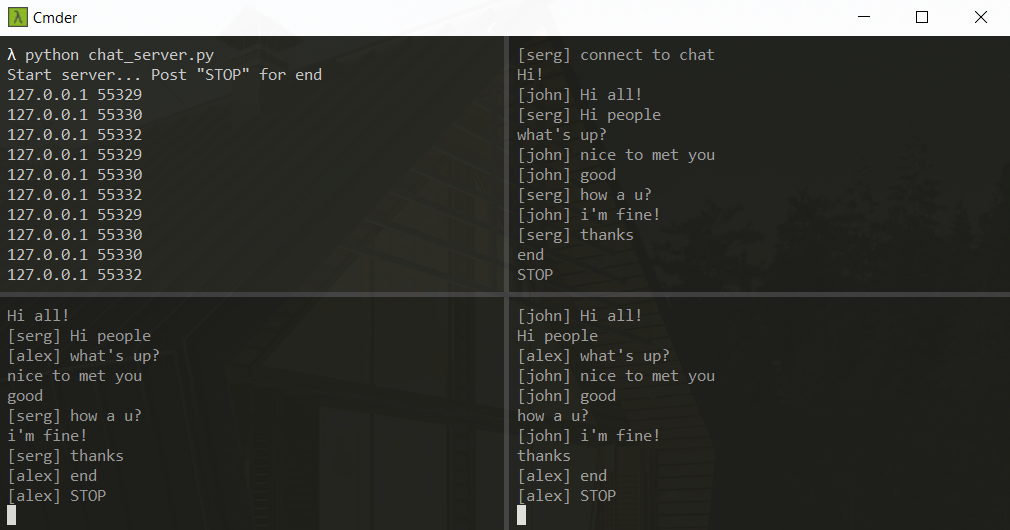 Cmder
λ python chat_server.py
Start server... Post "STOP" for end
127.0.0.1 55329
127.0.0.1 55330
127.0.0.1 55332
127.0.0.1 55329
127.0.0.1 55330
127.0.0.1 55332
127.0.0.1 55329
127.0.0.1 55330
127.0.0.1 55330
127.0.0.1 55332
[serg] connect to chat
Hi!
[john] Hi all!
[serg] Hi people
what's up?
[john] nice to met you
[john] good
[serg] how a u?
[john] i'm fine!
[serg] thanks
end
STOP
Hi all!
[serg] Hi people
[alex] what's up?
nice to met you
good
[serg] how a u?
i'm fine!
[serg] thanks
[alex] end
[alex] STOP
[john] Hi all!
Hi people
[alex] what's up?
[john] nice to met you
[john] good
how a u?
[john] i'm fine!
thanks
[alex] end
[alex] STOP